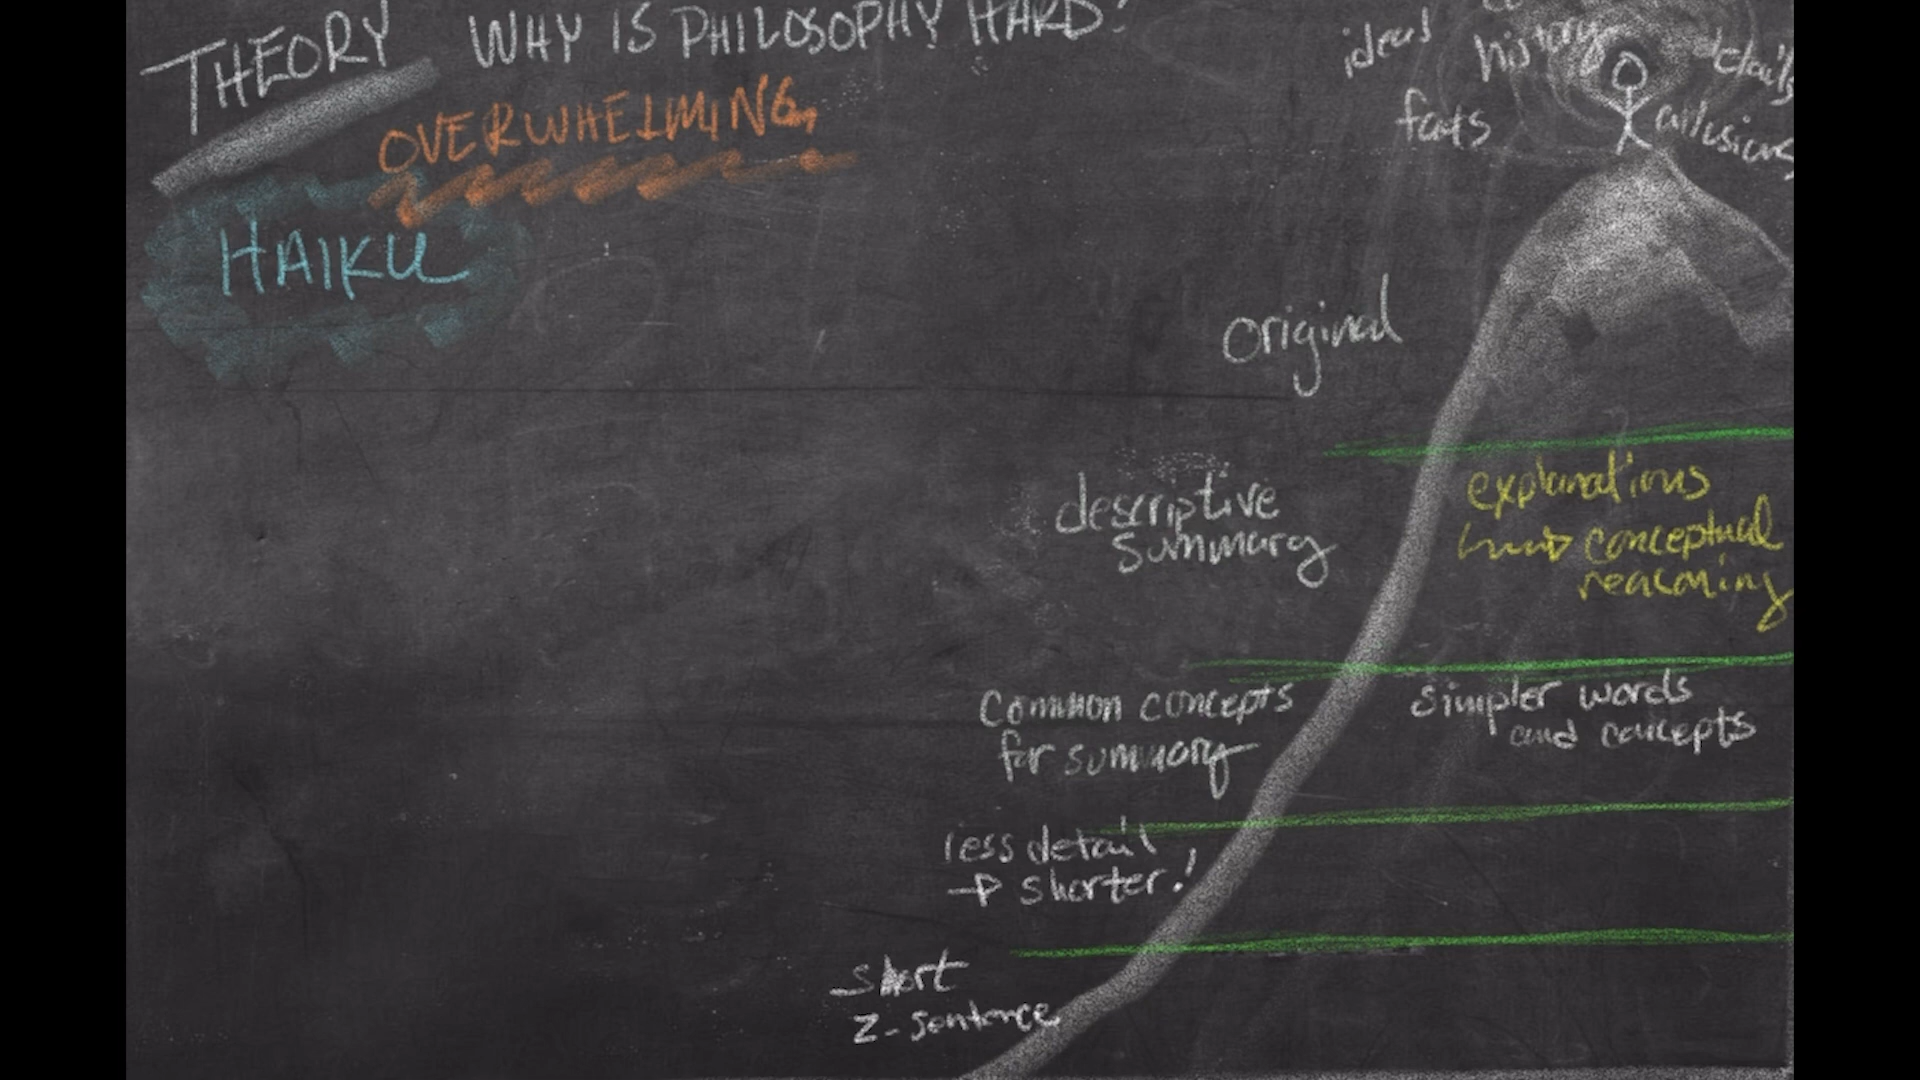 THEORY WHY IS PHILOSOPHY HARD?
OVERWHELMING
HAIKU
ideas
history
details
facts
allusions
original
descriptive
summary
explanations
conceptual
reasoning
Common concepts
for summary
simpler words
and concepts
less detail
→ shorter!
Short
2-sentence